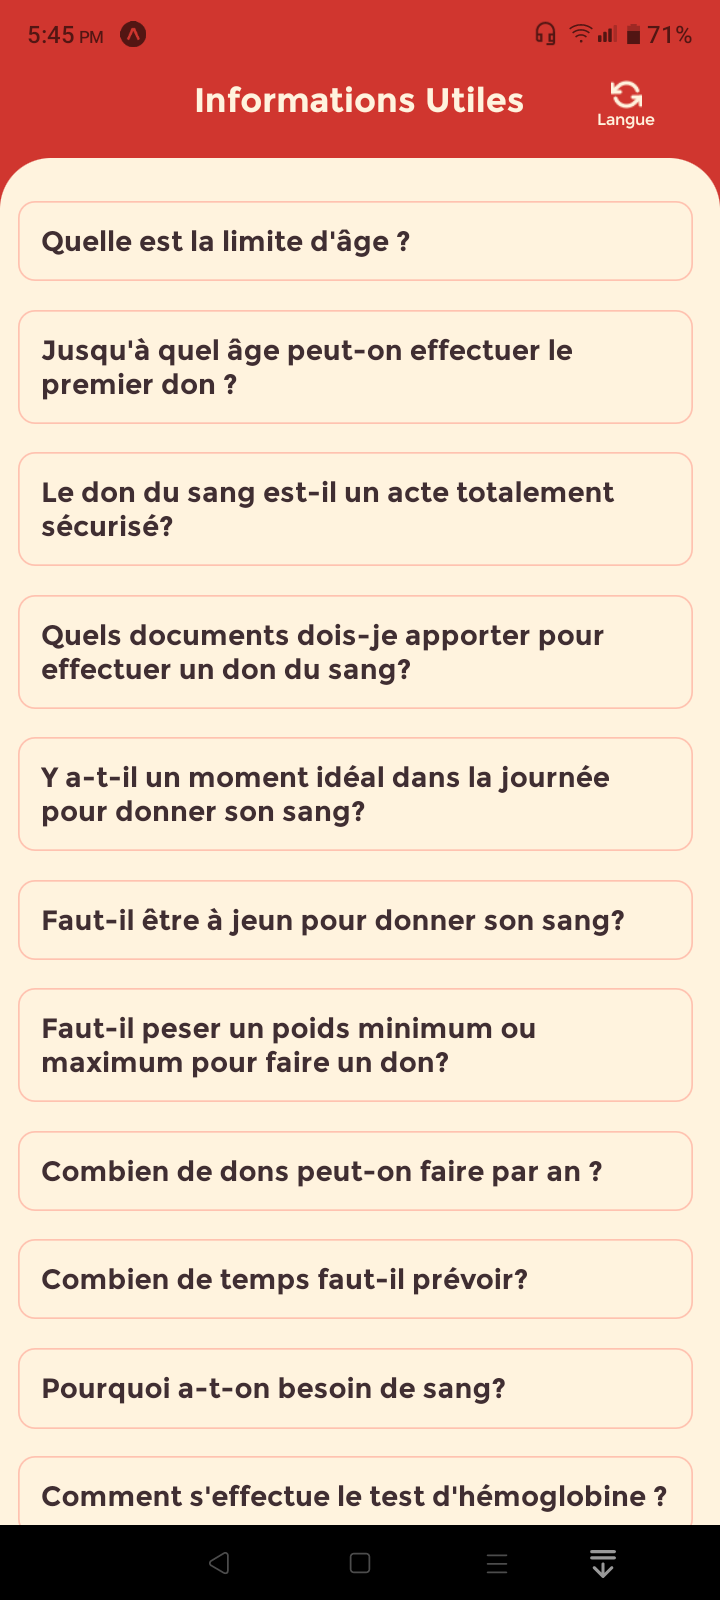 5:45 PM
71%
Informations Utiles
Langue
Quelle est la limite d'âge ?
Jusqu'à quel âge peut-on effectuer le
premier don ?
Le don du sang est-il un acte totalement
sécurisé?
Quels documents dois-je apporter pour
effectuer un don du sang?
Y a-t-il un moment idéal dans la journée
pour donner son sang?
Faut-il être à jeun pour donner son sang?
Faut-il peser un poids minimum ou
maximum pour faire un don?
Combien de dons peut-on faire par an ?
Combien de temps faut-il prévoir?
Pourquoi a-t-on besoin de sang?
Comment s'effectue le test d'hémoglobine ?